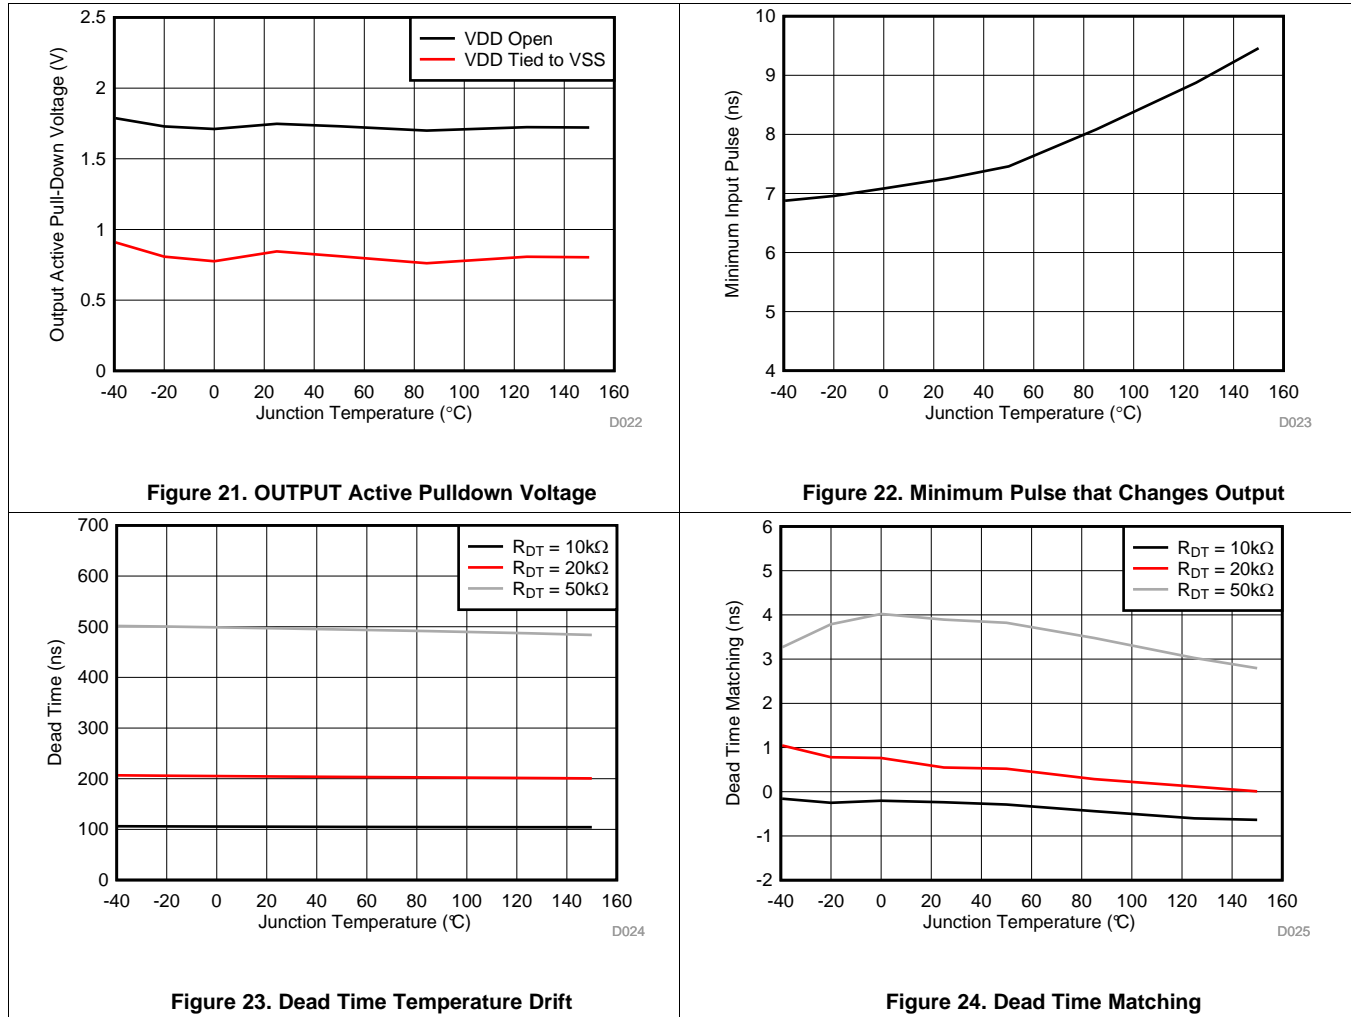 2.5
2
1.5
1
0.5
0
Output Active Pull-Down Voltage (V)
VDD Open
VDD Tied to VSS
-40 -20 0 20 40 60 80 100 120 140 160
Junction Temperature (°C)
D022
Figure 21. OUTPUT Active Pulldown Voltage
10
9
8
7
6
5
4
Minimum Input Pulse (ns)
-40 -20 0 20 40 60 80 100 120 140 160
Junction Temperature (°C)
D023
Figure 22. Minimum Pulse that Changes Output
700
600
500
400
300
200
100
0
Dead Time (ns)
RDT = 10kΩ
RDT = 20kΩ
RDT = 50kΩ
-40 -20 0 20 40 60 80 100 120 140 160
Junction Temperature (°C)
D024
Figure 23. Dead Time Temperature Drift
6
5
4
3
2
1
0
-1
-2
Dead Time Matching (ns)
RDT = 10kΩ
RDT = 20kΩ
RDT = 50kΩ
-40 -20 0 20 40 60 80 100 120 140 160
Junction Temperature (°C)
D025
Figure 24. Dead Time Matching